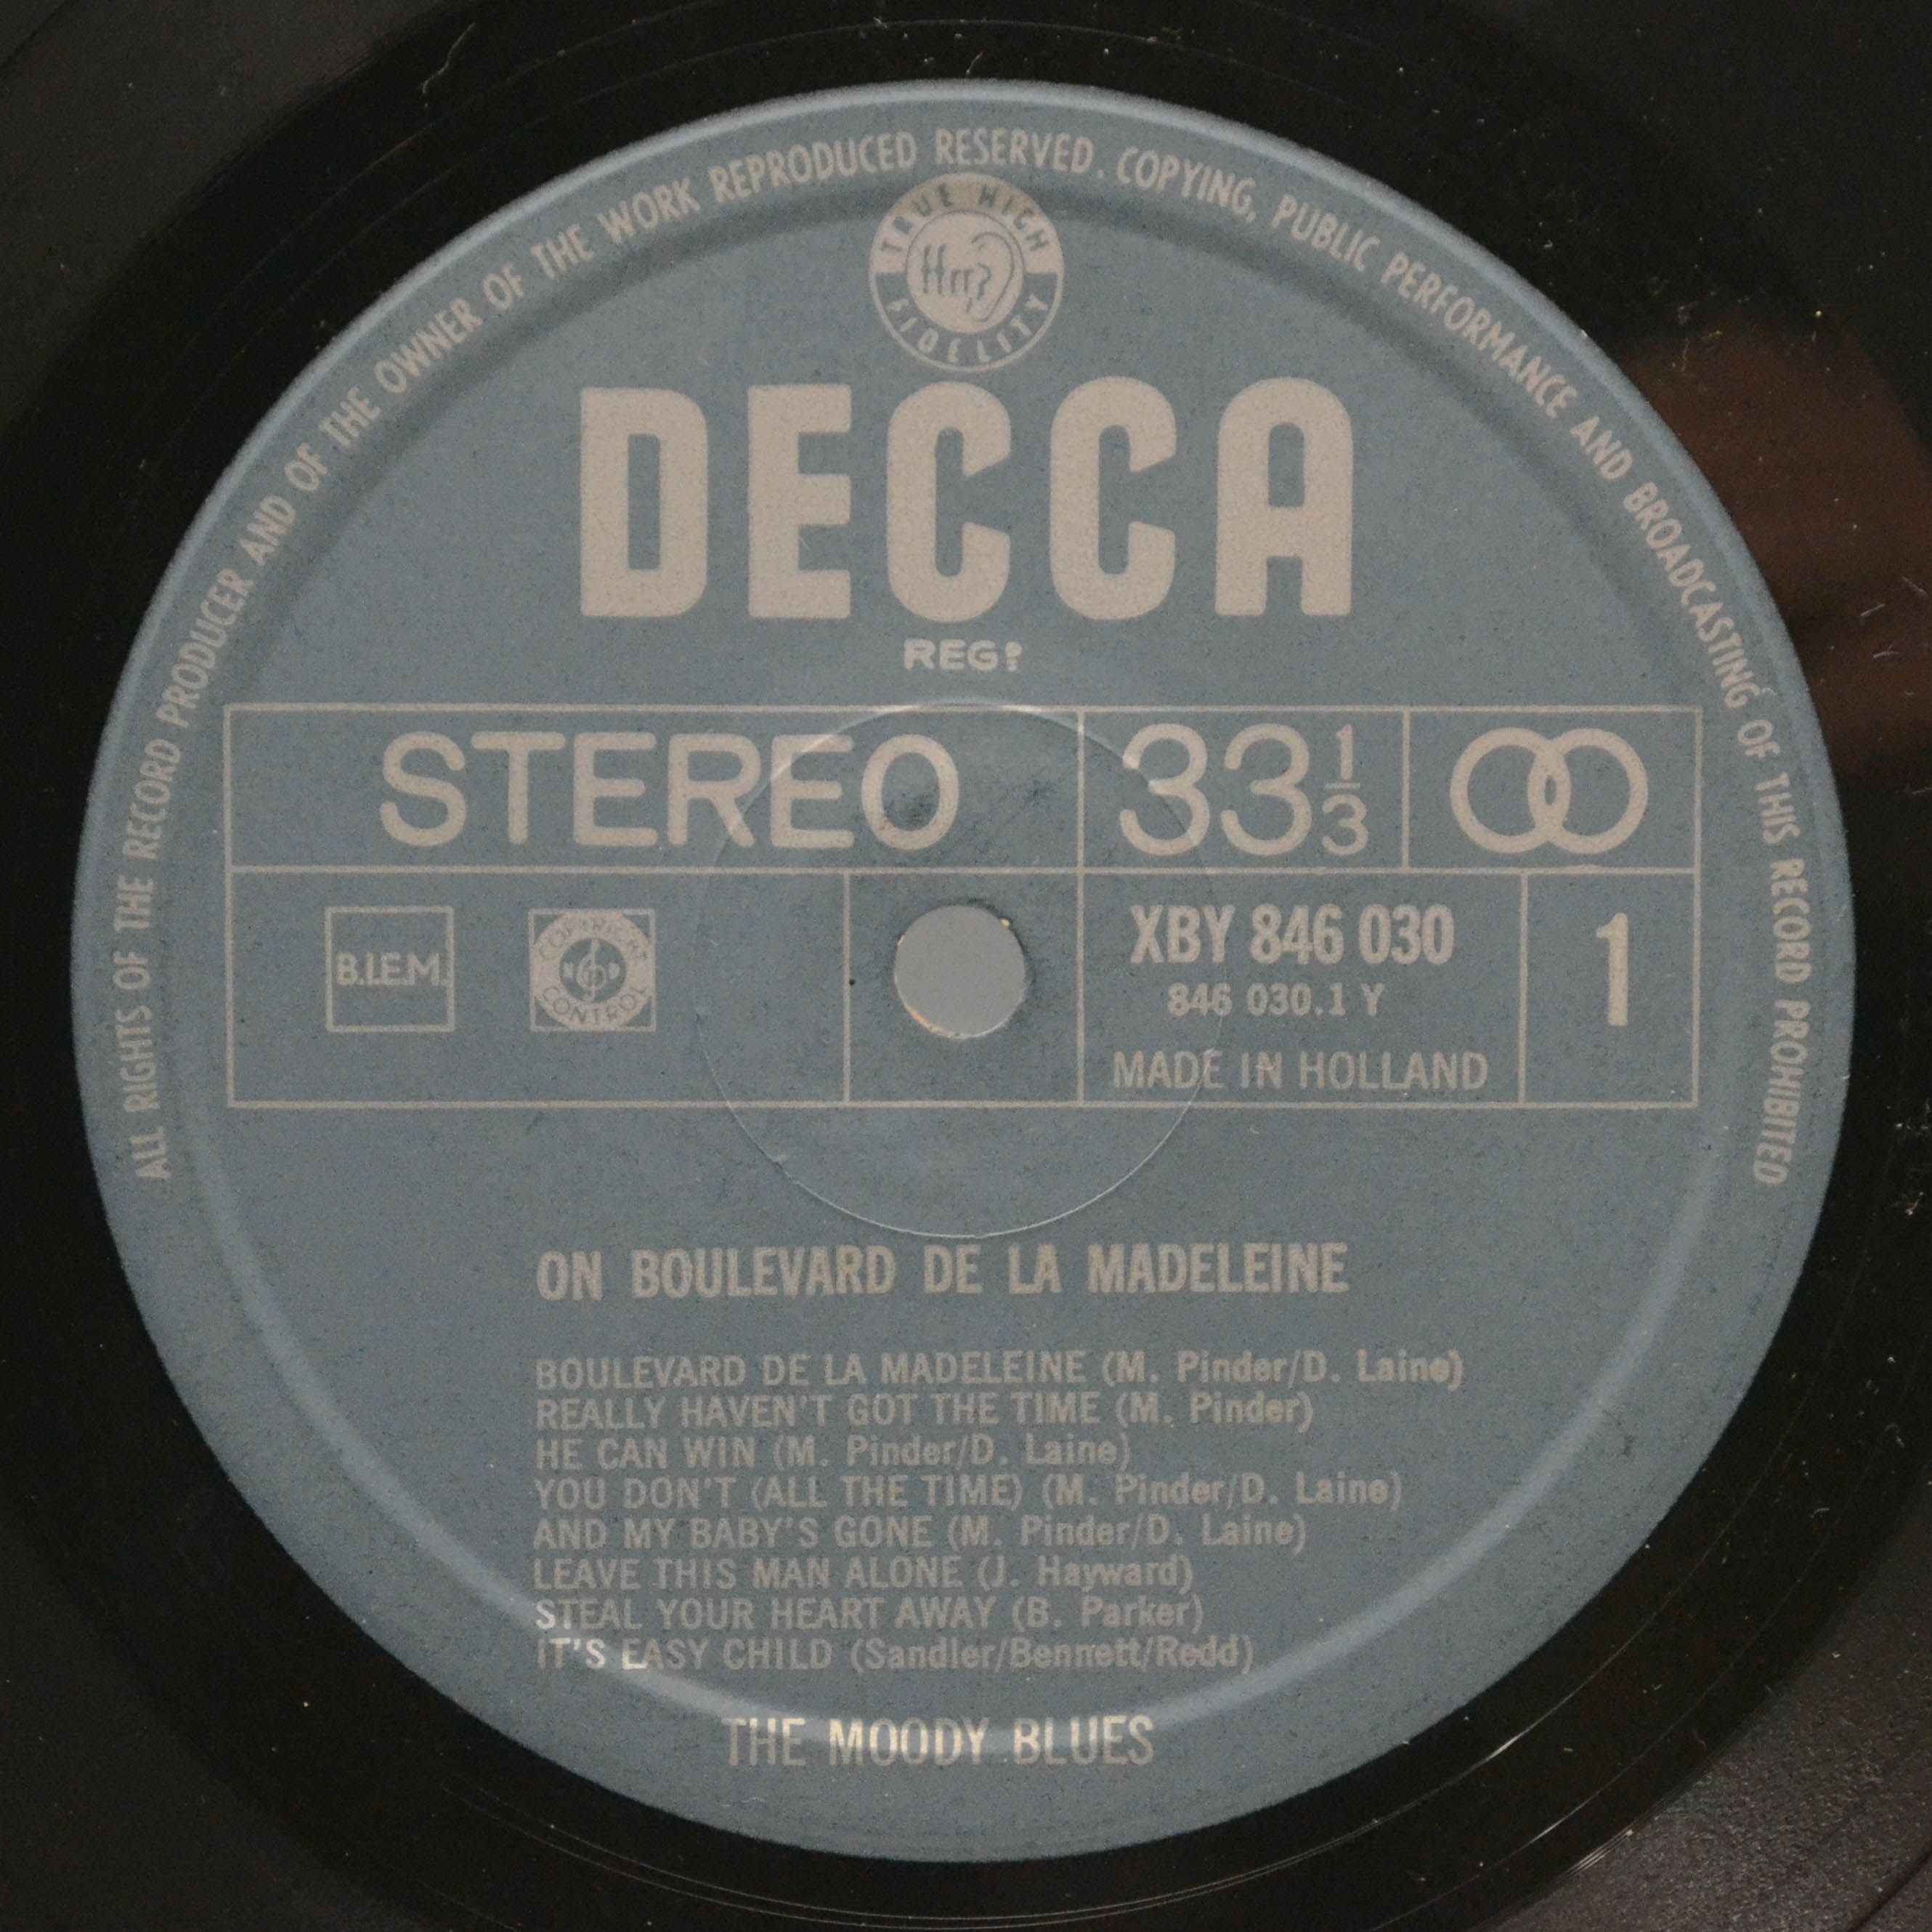 ALL RIGHTS OF THE RECORD PRODUCER AND OF THE OWNER OF THE WORK REPRODUCED RESERVED. COPYING, PUBLIC PERFORMANCE AND BROADCASTING OF THIS RECORD PROHIBITED
TRUE HIGH
ffrr
FIDELITY
DECCA
REGD
STEREO 33 1/3
B.I.E.M. COPYRIGHT CONTROL XBY 846 030 1
846 030.1 Y
MADE IN HOLLAND
ON BOULEVARD DE LA MADELEINE
BOULEVARD DE LA MADELEINE (M. Pinder/D. Laine)
REALLY HAVEN'T GOT THE TIME (M. Pinder)
HE CAN WIN (M. Pinder/D. Laine)
YOU DON'T (ALL THE TIME) (M. Pinder/D. Laine)
AND MY BABY'S GONE (M. Pinder/D. Laine)
LEAVE THIS MAN ALONE (J. Hayward)
STEAL YOUR HEART AWAY (B. Parker)
IT'S EASY CHILD (Sandler/Bennett/Redd)
THE MOODY BLUES